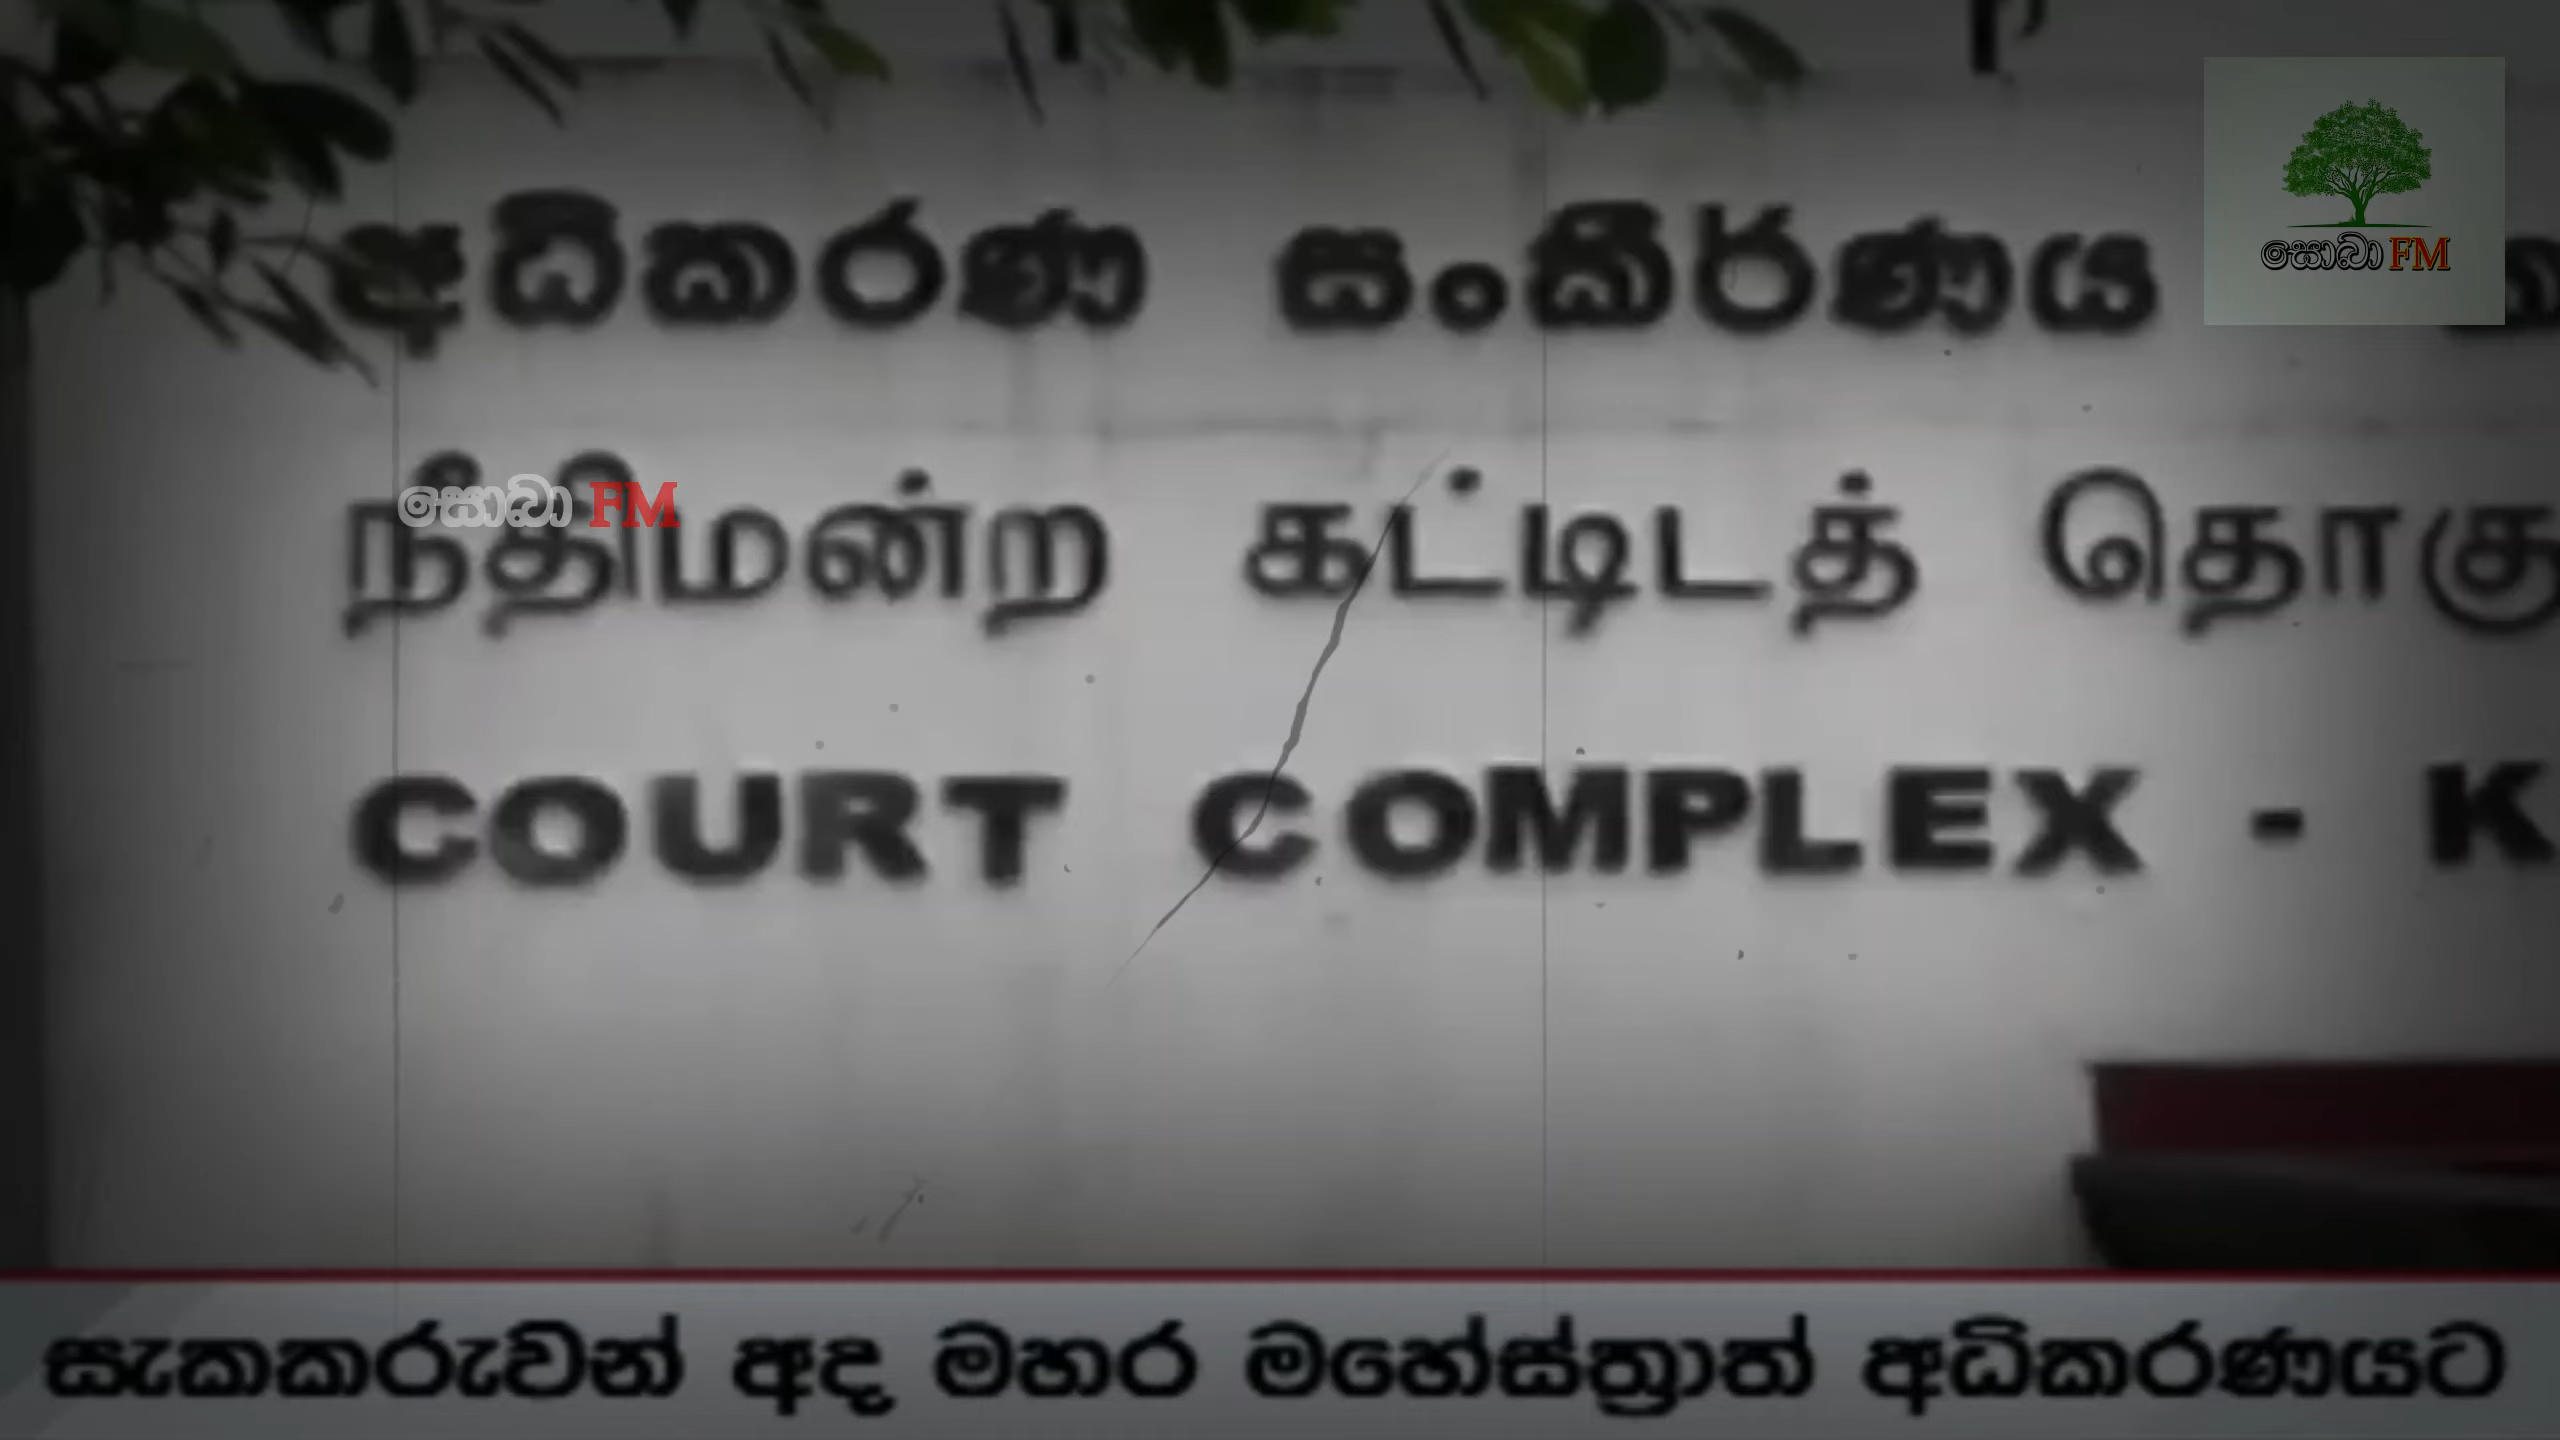 සොබා FM
අධිකරණ සංකීර්ණය
සොබා FM
நீதிமன்ற கட்டிடத் தொகு
COURT COMPLEX - K
සැකකරුවන් අද මහර මහේස්ත්‍රාත් අධිකරණයට